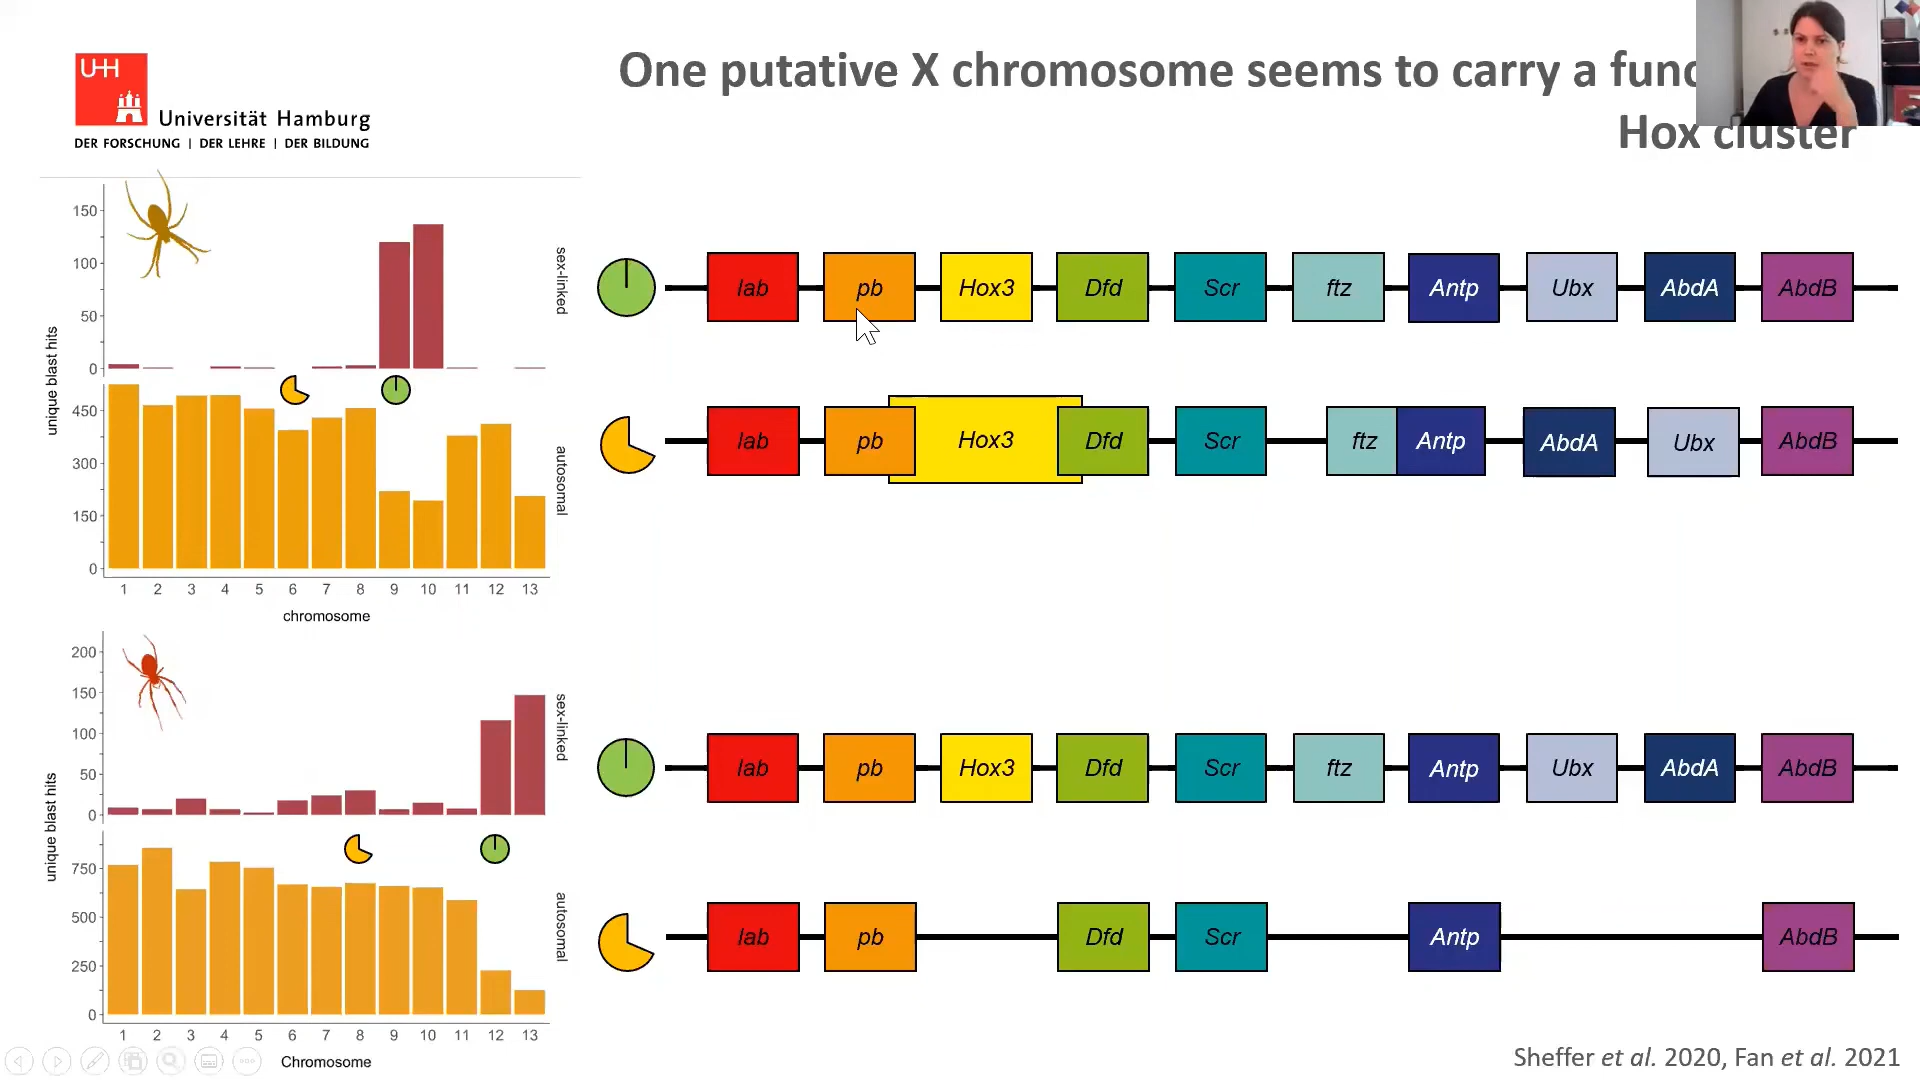 UHH
Universität Hamburg
DER FORSCHUNG | DER LEHRE | DER BILDUNG
One putative X chromosome seems to carry a
Hox cluster
150
100
50
0
sex-linked
unique blast hits
450
300
150
0
autosomal
1 2 3 4 5 6 7 8 9 10 11 12 13
chromosome
200
150
100
50
0
sex-linked
unique blast hits
750
500
250
0
autosomal
1 2 3 4 5 6 7 8 9 10 11 12 13
Chromosome
lab pb Hox3 Dfd Scr ftz Antp Ubx AbdA AbdB
lab pb Hox3 Dfd Scr ftz Antp AbdA Ubx AbdB
lab pb Hox3 Dfd Scr ftz Antp Ubx AbdA AbdB
lab pb Dfd Scr Antp AbdB
Sheffer et al. 2020, Fan et al. 2021